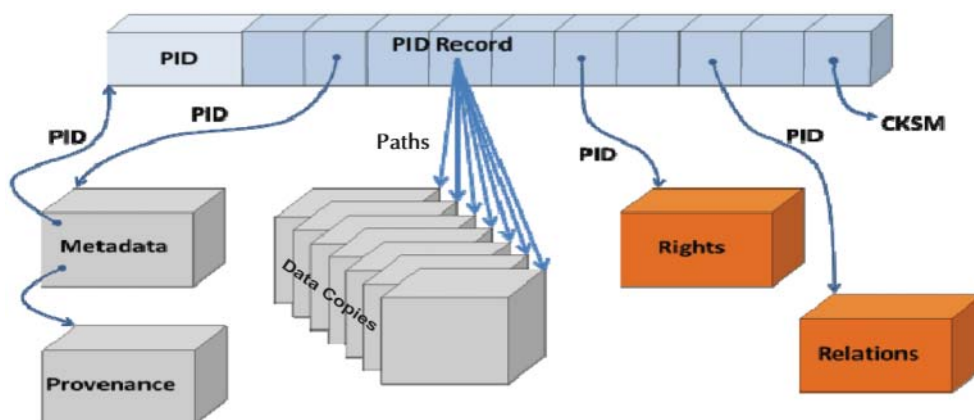 PID Record
PID
PID
PID
Paths
PID
PID
CKSM
Metadata
Data Copies
Rights
Provenance
Relations